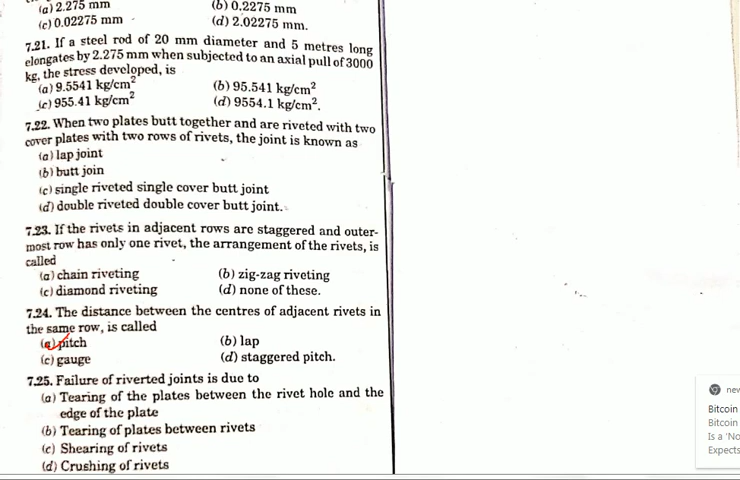 (a) 2.275 mm (b) 0.2275 mm
(c) 0.02275 mm (d) 2.02275 mm.
7.21. If a steel rod of 20 mm diameter and 5 metres long
elongates by 2.275 mm when subjected to an axial pull of 3000
kg, the stress developed, is
(a) 9.5541 kg/cm² (b) 95.541 kg/cm²
(c) 955.41 kg/cm² (d) 9554.1 kg/cm².
7.22. When two plates butt together and are riveted with two
cover plates with two rows of rivets, the joint is known as
(a) lap joint
(b) butt join
(c) single riveted single cover butt joint
(d) double riveted double cover butt joint.
7.23. If the rivets in adjacent rows are staggered and outer-
most row has only one rivet, the arrangement of the rivets, is
called
(a) chain riveting (b) zig-zag riveting
(c) diamond riveting (d) none of these.
7.24. The distance between the centres of adjacent rivets in
the same row, is called
(a) pitch (b) lap
(c) gauge (d) staggered pitch.
7.25. Failure of riverted joints is due to
(a) Tearing of the plates between the rivet hole and the
edge of the plate
(b) Tearing of plates between rivets
(c) Shearing of rivets
(d) Crushing of rivets
Bitcoin
Bitcoin
Is a 'No
Expects